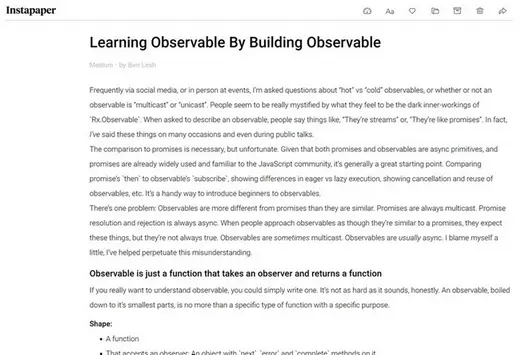 Instapaper
Aa
Learning Observable By Building Observable
Medium · by Ben Lesh
Frequently via social media, or in person at events, I'm asked questions about “hot” vs “cold” observables, or whether or not an
observable is “multicast” or “unicast”. People seem to be really mystified by what they feel to be the dark inner-workings of
`Rx.Observable`. When asked to describe an observable, people say things like, “They're streams” or, “They're like promises”. In fact,
I've said these things on many occasions and even during public talks.
The comparison to promises is necessary, but unfortunate. Given that both promises and observables are async primitives, and
promises are already widely used and familiar to the JavaScript community, it's generally a great starting point. Comparing
promise's `then` to observable's `subscribe`, showing differences in eager vs lazy execution, showing cancellation and reuse of
observables, etc. It's a handy way to introduce beginners to observables.
There's one problem: Observables are more different from promises than they are similar. Promises are always multicast. Promise
resolution and rejection is always async. When people approach observables as though they're similar to a promises, they expect
these things, but they're not always true. Observables are sometimes multicast. Observables are usually async. I blame myself a
little, I've helped perpetuate this misunderstanding.
Observable is just a function that takes an observer and returns a function
If you really want to understand observable, you could simply write one. It's not as hard as it sounds, honestly. An observable, boiled
down to it's smallest parts, is no more than a specific type of function with a specific purpose.
Shape:
• A function
• That accepts an observer: An object with `next`, `error` and `complete` methods on it